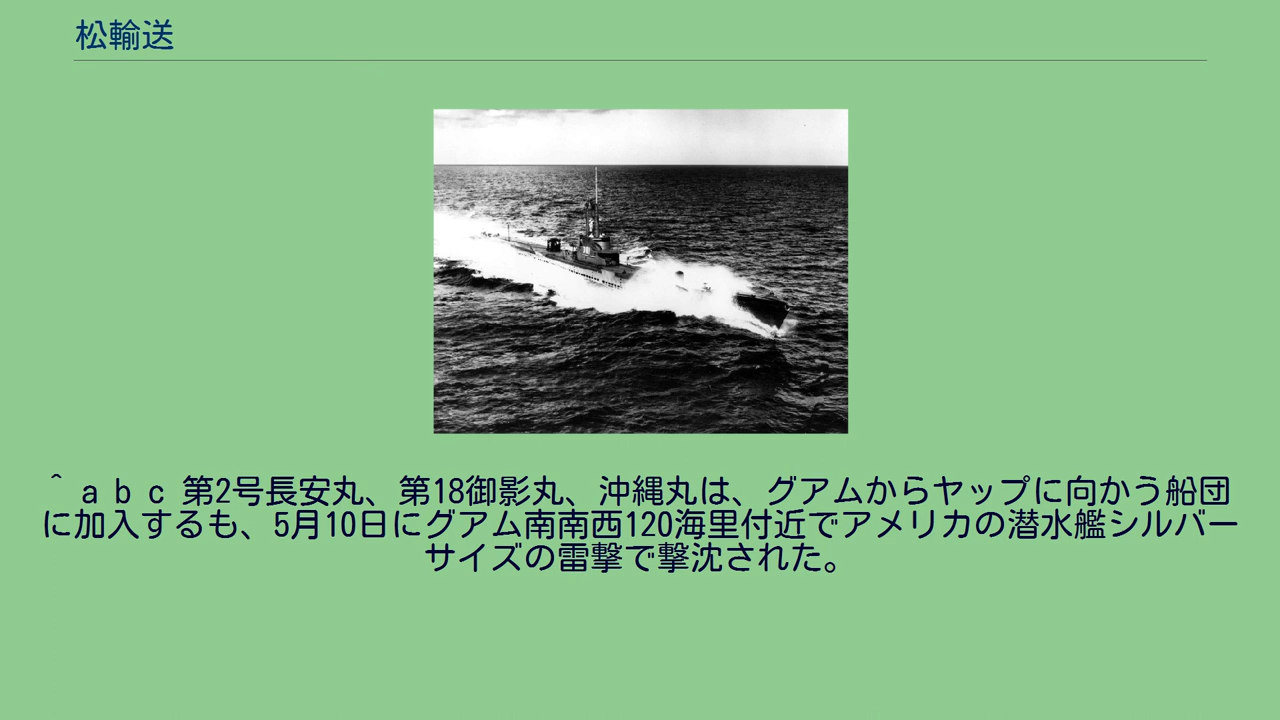 松輸送
^ a b c 第2号長安丸、第18御影丸、沖縄丸は、グアムからヤップに向かう船団
に加入するも、5月10日にグアム南南西120海里付近でアメリカの潜水艦シルバー
サイズの雷撃で撃沈された。